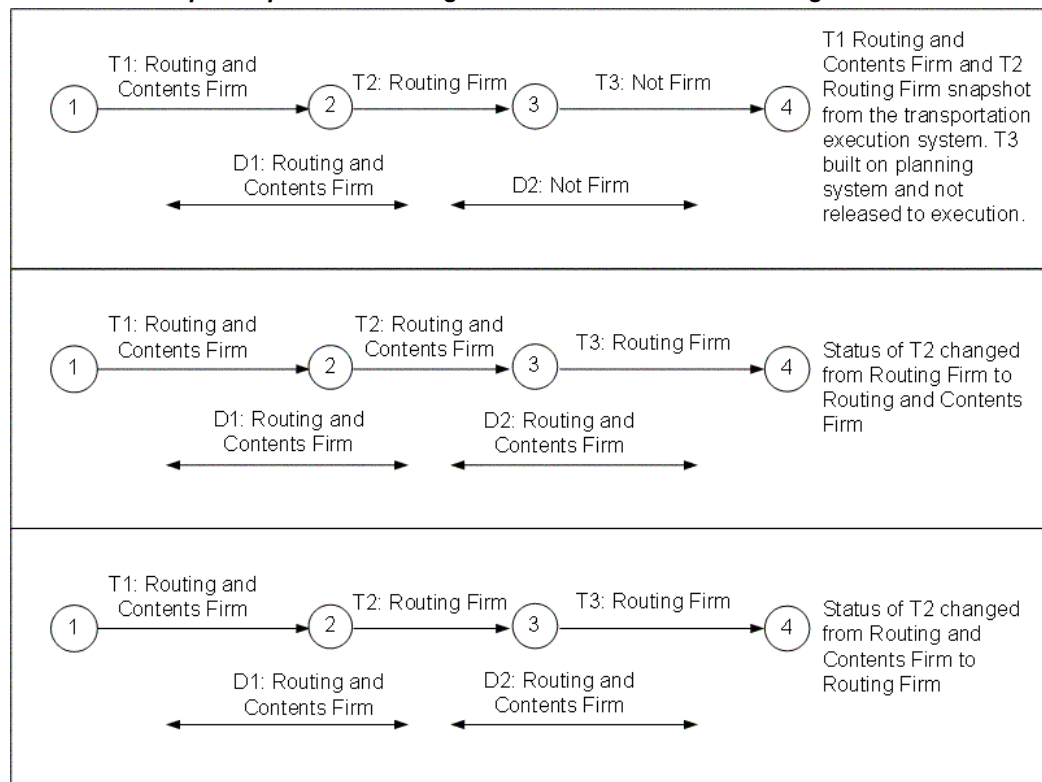 T1: Routing and
Contents Firm
T2: Routing Firm
T3: Not Firm
1
2
3
4
D1: Routing and
Contents Firm
D2: Not Firm
T1 Routing and
Contents Firm and T2
Routing Firm snapshot
from the transportation
execution system. T3
built on planning
system and not
released to execution.
T1: Routing and
Contents Firm
T2: Routing and
Contents Firm
T3: Routing Firm
1
2
3
4
D1: Routing and
Contents Firm
D2: Routing and
Contents Firm
Status of T2 changed
from Routing Firm to
Routing and Contents
Firm
T1: Routing and
Contents Firm
T2: Routing Firm
T3: Routing Firm
1
2
3
4
D1: Routing and
Contents Firm
D2: Routing and
Contents Firm
Status of T2 changed
from Routing and
Contents Firm to
Routing Firm